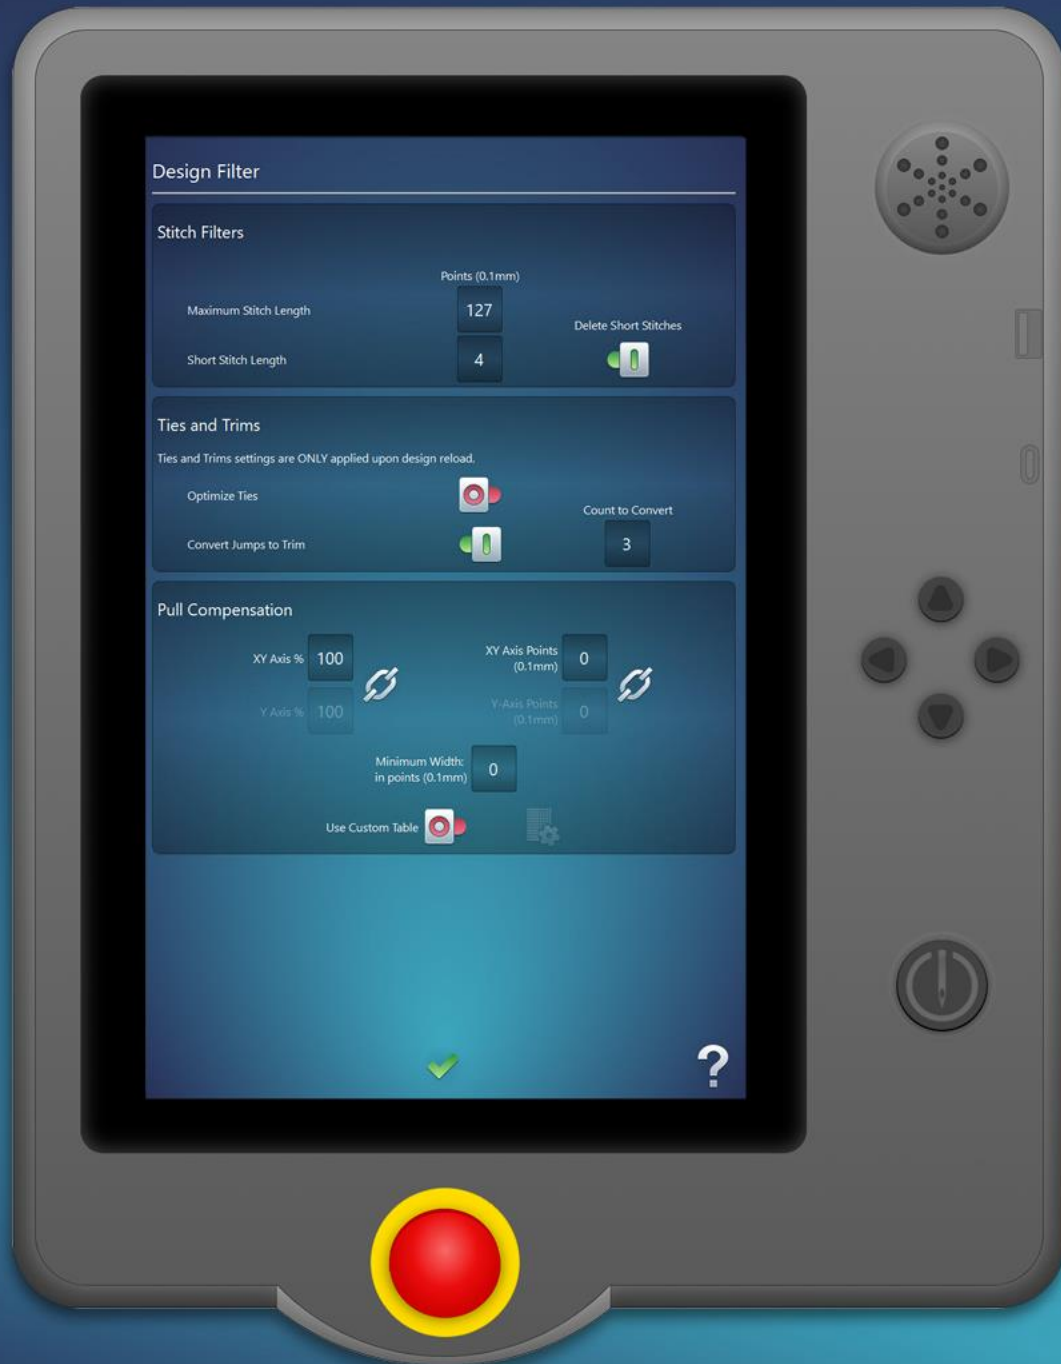 Design Filter
Stitch Filters
Points (0.1mm)
Maximum Stitch Length
127
Delete Short Stitches
Short Stitch Length
4
Ties and Trims
Ties and Trims settings are ONLY applied upon design reload.
Optimize Ties
Count to Convert
Convert Jumps to Trim
3
Pull Compensation
XY Axis %
100
XY Axis Points
(0.1mm)
0
Y Axis %
100
Y-Axis Points
(0.1mm)
0
Minimum Width:
in points (0.1mm)
0
Use Custom Table
?